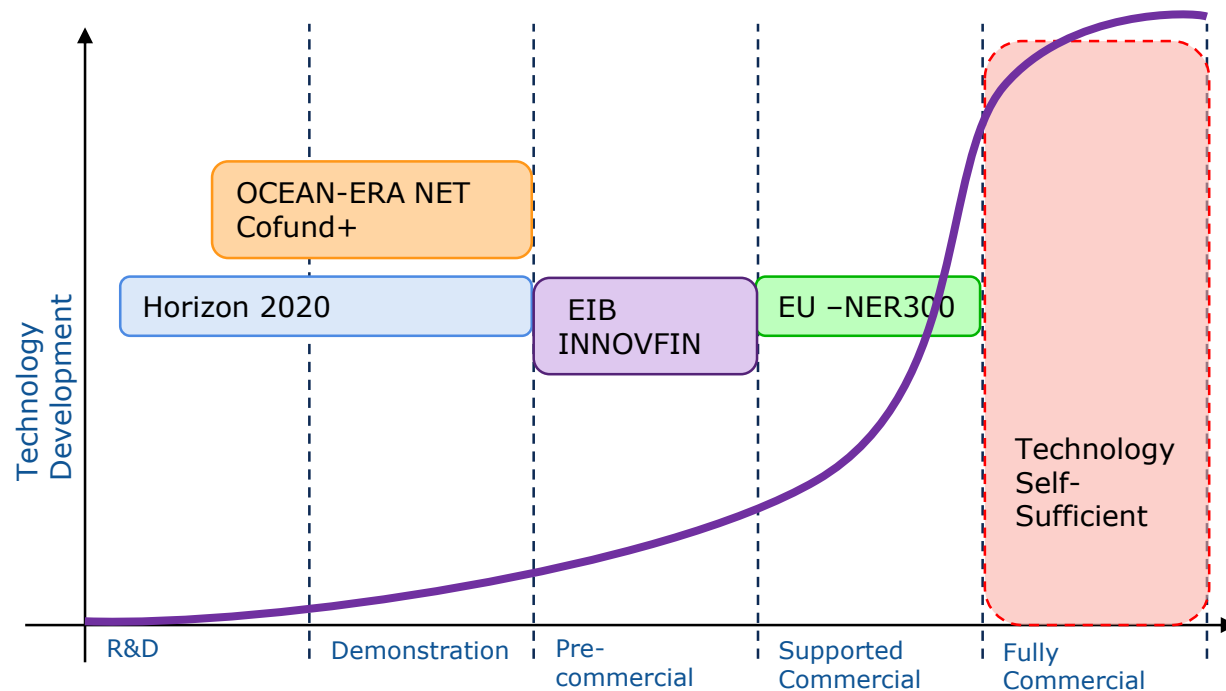 OCEAN-ERA NET
Cofund+
Horizon 2020
EIB
INNOVFIN
EU –NER300
Technology
Development
Technology
Self-
Sufficient
R&D
Demonstration
Pre-
commercial
Supported
Commercial
Fully
Commercial